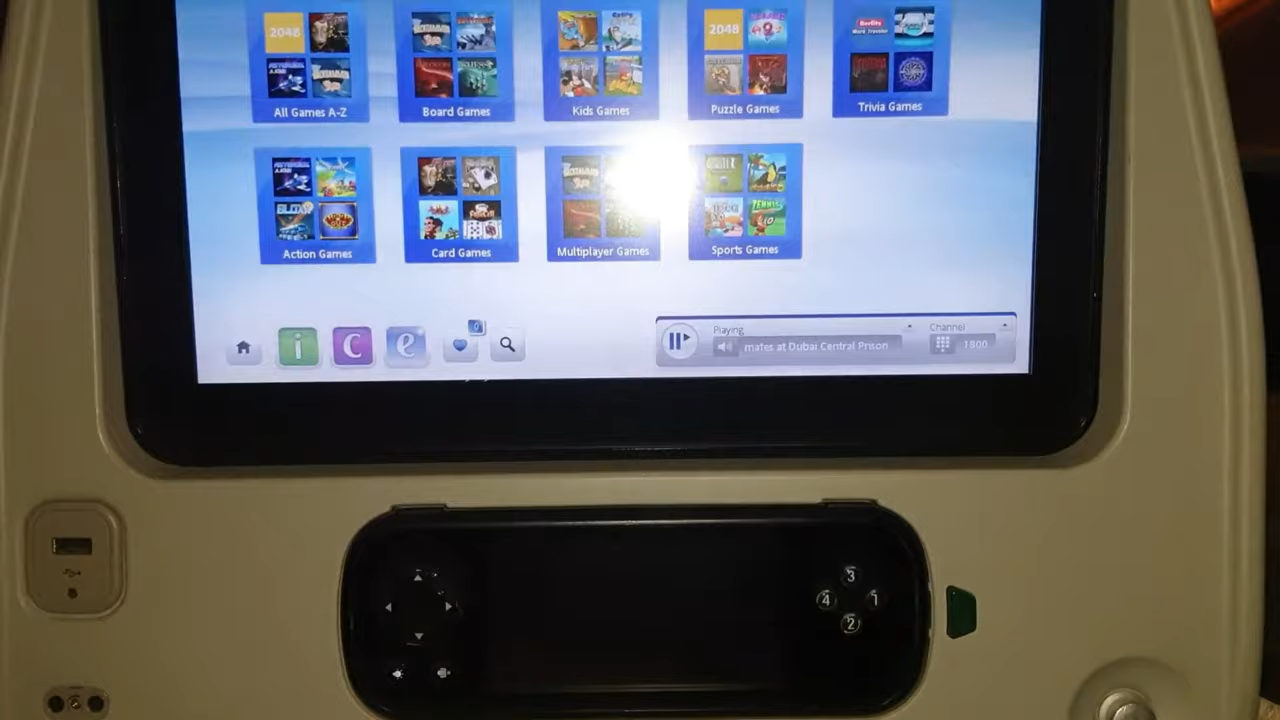 2048
All Games A-Z
Board Games
Kids Games
2048
Puzzle Games
Trivia Games
Action Games
Card Games
Multiplayer Games
TENNIS
Sports Games
i
C
e
Playing
mates at Dubai Central Prison
Channel
1800
3
4
1
2